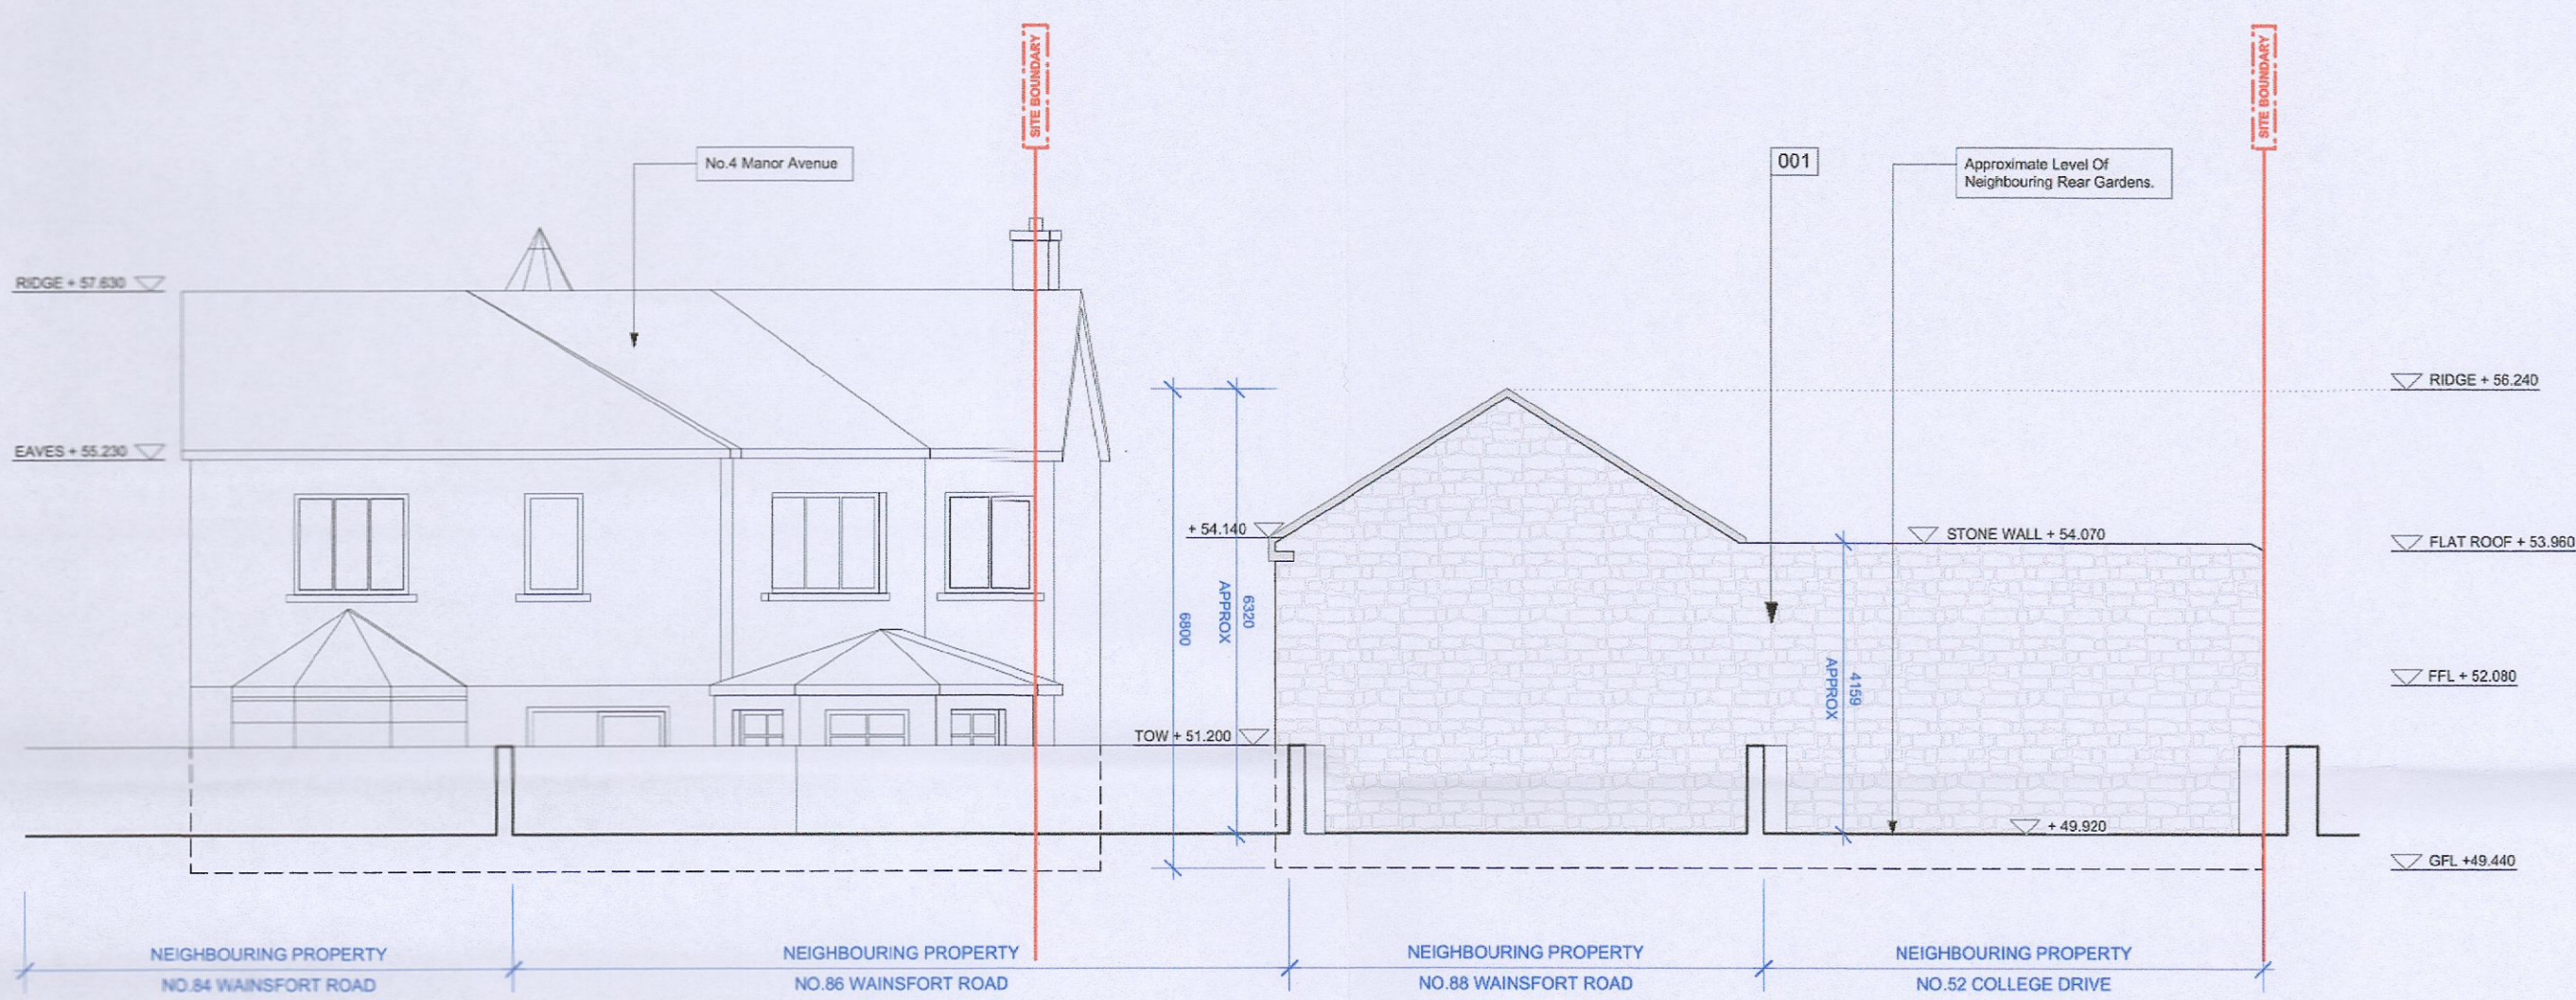 SITE BOUNDARY
SITE BOUNDARY
No.4 Manor Avenue
001
Approximate Level Of
Neighbouring Rear Gardens.
RIDGE + 57.630
RIDGE + 56.240
EAVES + 55.230
+ 54.140
STONE WALL + 54.070
FLAT ROOF + 53.960
6800
6320
APPROX
4159
APPROX
FFL + 52.080
TOW + 51.200
+ 49.920
GFL +49.440
NEIGHBOURING PROPERTY
NO.84 WAINSFORT ROAD
NEIGHBOURING PROPERTY
NO.86 WAINSFORT ROAD
NEIGHBOURING PROPERTY
NO.88 WAINSFORT ROAD
NEIGHBOURING PROPERTY
NO.52 COLLEGE DRIVE